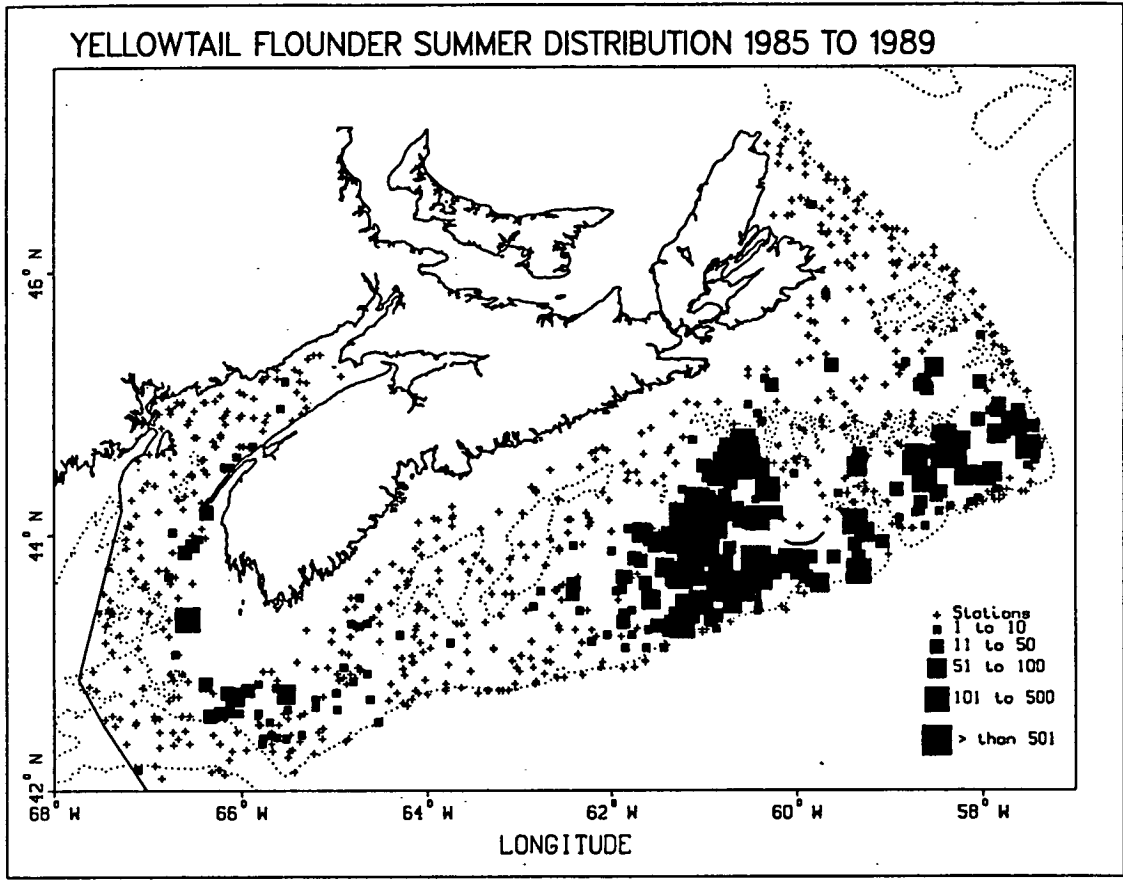 YELLOWTAIL FLOUNDER SUMMER DISTRIBUTION 1985 TO 1989
46° N
44° N
42° N
+ Stations
1 to 10
11 to 50
51 to 100
101 to 500
> than 501
68° W 66° W 64° W 62° W 60° W 58° W
LONGITUDE